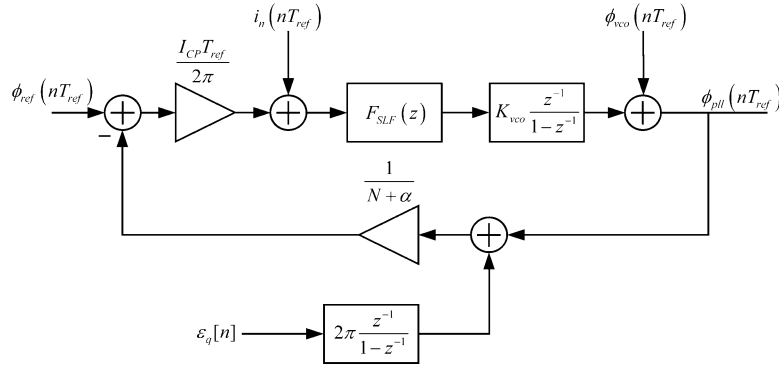 i_n(nT_ref)
ϕ_vco(nT_ref)
I_CP T_ref
2π
ϕ_ref(nT_ref)
F_SLF(z)
K_vco z^{-1} / (1 - z^{-1})
ϕ_pll(nT_ref)
−
1
N + α
ε_q[n]
2π z^{-1} / (1 - z^{-1})